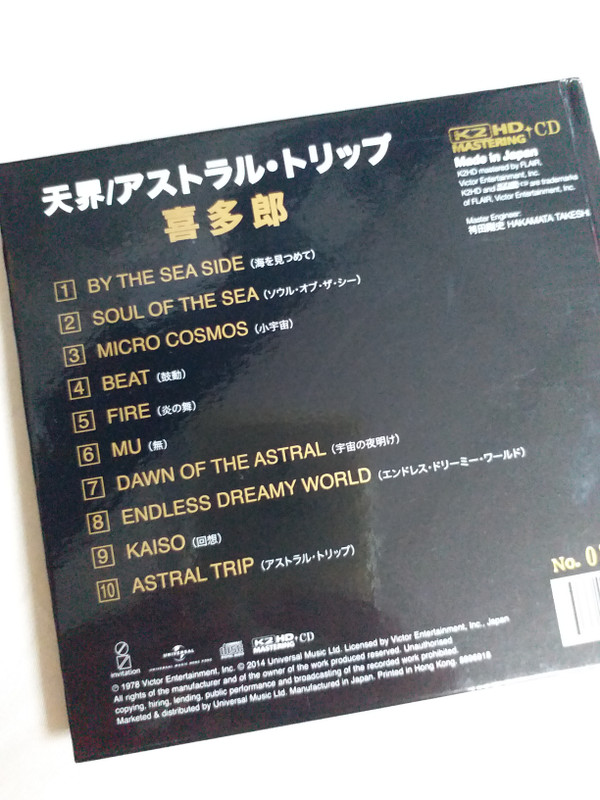 天界/アストラル・トリップ
喜多郎
K2 HD MASTERING + CD
Made in Japan
K2HD mastered by FLAIR,
Victor Entertainment, Inc.
K2HD and are trademarks
of FLAIR, Victor Entertainment, Inc.
Master Engineer:
HAKAMATA TAKESHI
1 BY THE SEA SIDE (海を見つめて)
2 SOUL OF THE SEA (ソウル・オブ・ザ・シー)
3 MICRO COSMOS (小宇宙)
4 BEAT (鼓動)
5 FIRE (炎の舞)
6 MU (無)
7 DAWN OF THE ASTRAL (宇宙の夜明け)
8 ENDLESS DREAMY WORLD (エンドレス・ドリーミー・ワールド)
9 KAISO (回想)
10 ASTRAL TRIP (アストラル・トリップ)
No. 0
invitation
UNIVERSAL
K2 HD MASTERING + CD
℗ 1978 Victor Entertainment, Inc. © 2014 Universal Music Ltd. Licensed by Victor Entertainment, Inc., Japan
All rights of the manufacturer and of the owner of the work produced reserved. Unauthorised
copying, hiring, lending, public performance and broadcasting of the recorded work prohibited.
Marketed & distributed by Universal Music Ltd. Manufactured in Japan. Printed in Hong Kong.